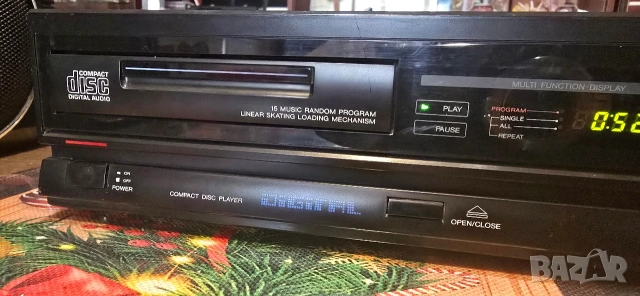 COMPACT
disc
DIGITAL AUDIO
15 MUSIC RANDOM PROGRAM
LINEAR SKATING LOADING MECHANISM
MULTI FUNCTION DISPLAY
PLAY
PAUSE
PROGRAM
SINGLE
ALL
REPEAT
0:52
ON
OFF
POWER
COMPACT DISC PLAYER
OPEN/CLOSE
BAZAR.BG